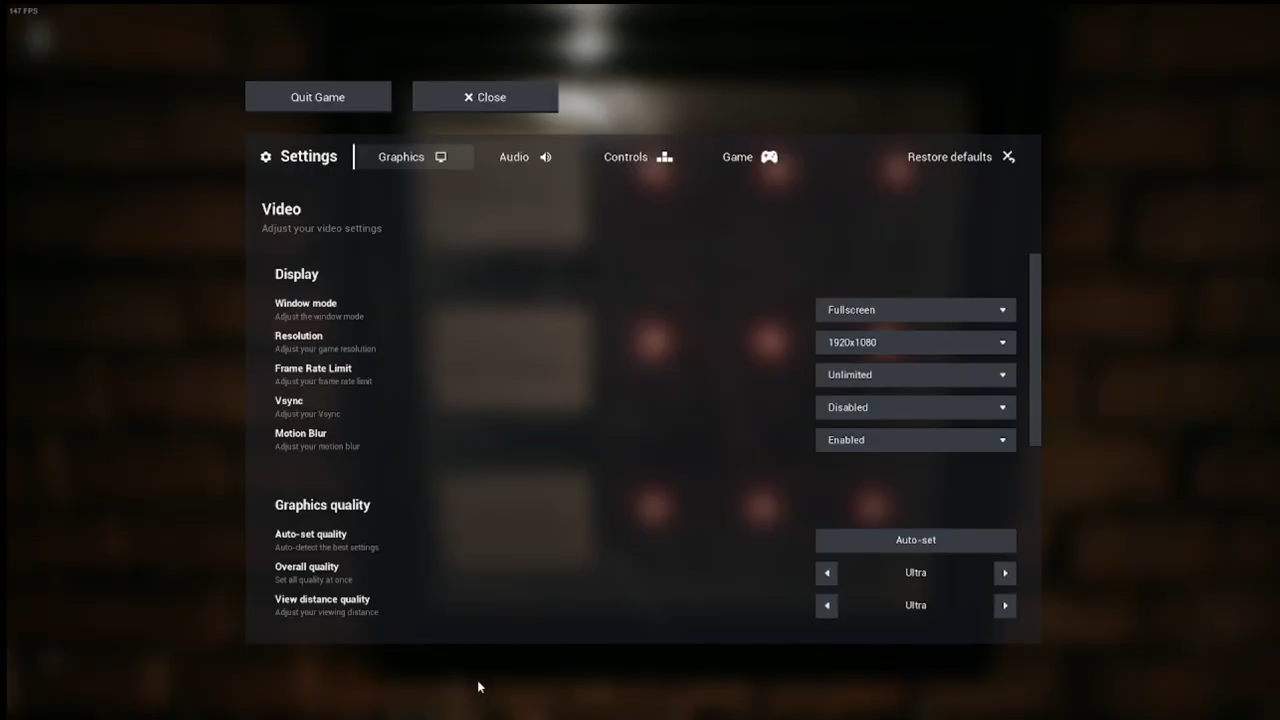 147 FPS
Quit Game
Close
Settings
Graphics
Audio
Controls
Game
Restore defaults
Video
Adjust your video settings
Display
Window mode
Adjust the window mode
Fullscreen
Resolution
Adjust your game resolution
1920x1080
Frame Rate Limit
Adjust your frame rate limit
Unlimited
Vsync
Adjust your Vsync
Disabled
Motion Blur
Adjust your motion blur
Enabled
Graphics quality
Auto-set quality
Auto-detect the best settings
Auto-set
Overall quality
Set all quality at once
Ultra
View distance quality
Adjust your viewing distance
Ultra